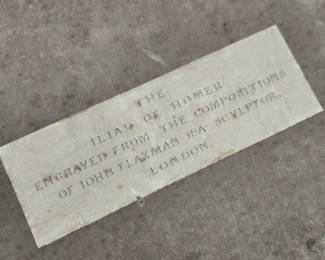 THE
ILIAD OF HOMER
ENGRAVED FROM THE COMPOSITIONS
OF JOHN FLAXMAN R.A. SCULPTOR,
LONDON.